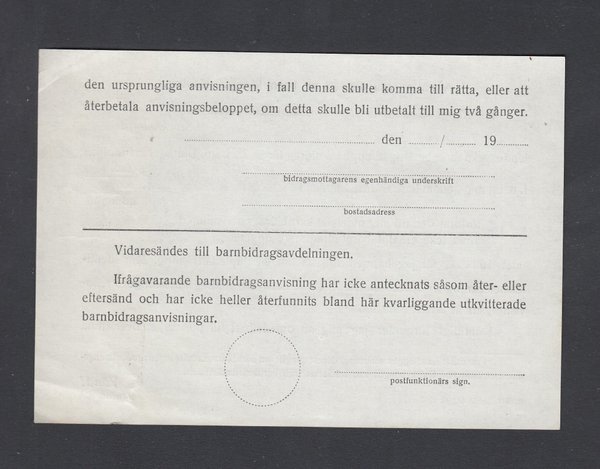 den ursprungliga anvisningen, i fall denna skulle komma till rätta, eller att
återbetala anvisningsbeloppet, om detta skulle bli utbetalt till mig två gånger.
den / 19
bidragsmottagarens egenhändiga underskrift
bostadsadress
Vidaresändes till barnbidragsavdelningen.
Ifrågavarande barnbidragsanvisning har icke antecknats såsom åter- eller
eftersänd och har icke heller återfunnits bland här kvarliggande utkvitterade
barnbidragsanvisningar.
postfunktionärs sign.